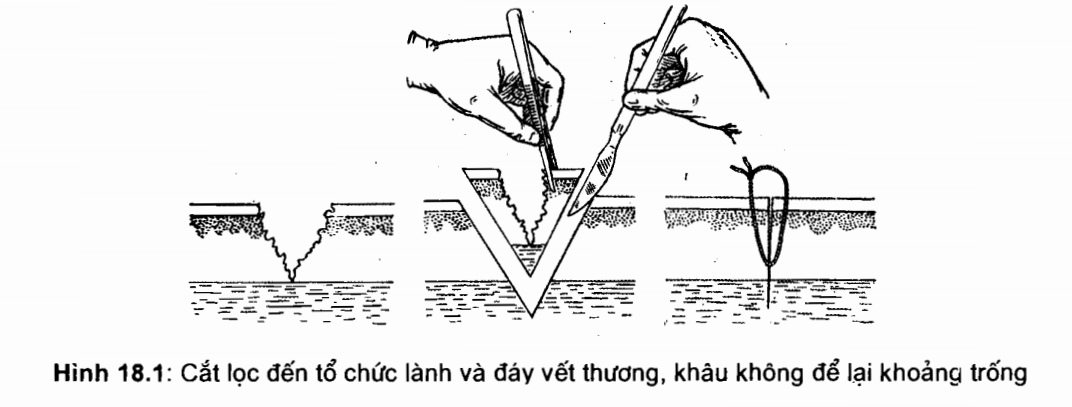 Hình 18.1: Cắt lọc đến tổ chức lành và đáy vết thương, khâu không để lại khoảng trống